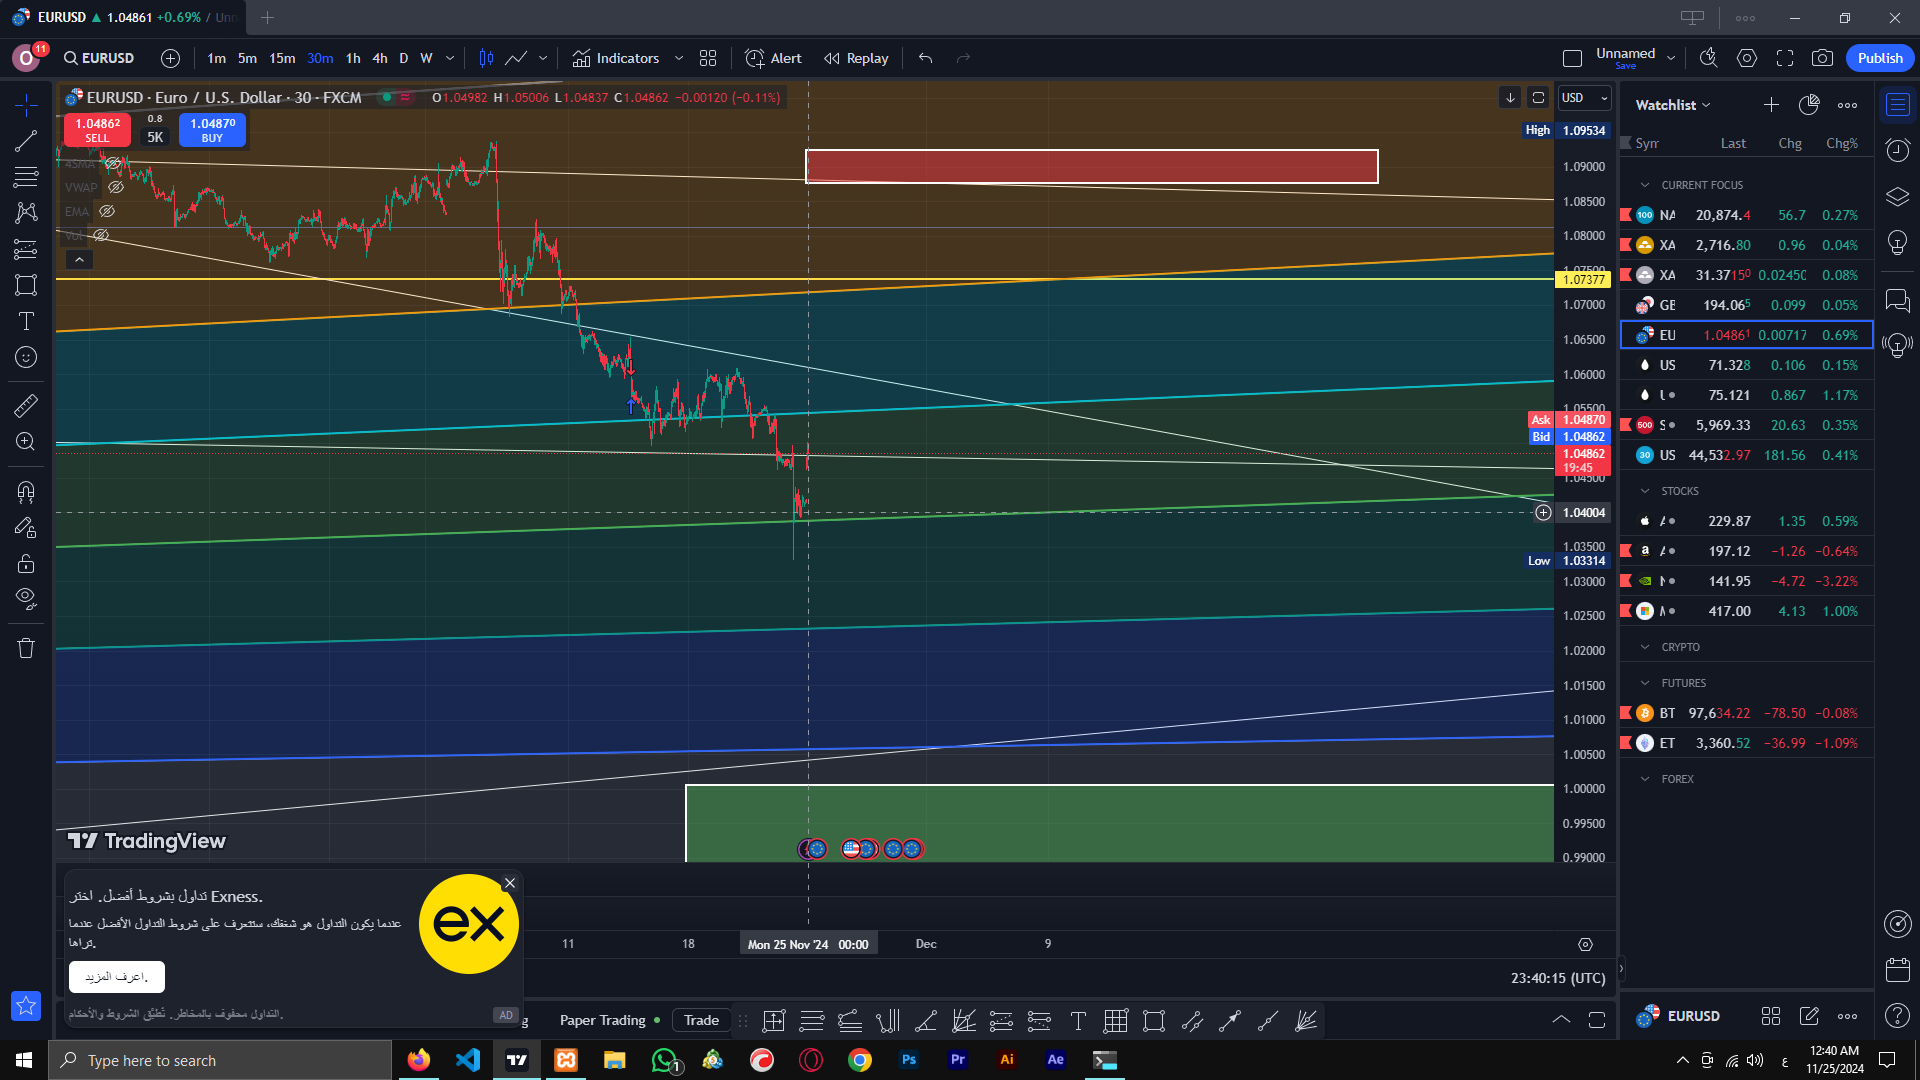 EURUSD ▲ 1.04861 +0.69% / Unn
O 11 EURUSD 1m 5m 15m 30m 1h 4h D W Indicators Alert Replay Unnamed Save Publish
EURUSD · Euro / U.S. Dollar · 30 · FXCM O1.04982 H1.05006 L1.04837 C1.04862 −0.00120 (−0.11%)
1.04862 SELL 0.8 5K 1.04870 BUY
4SMA
VWAP
EMA
Vol
USD
High 1.09534
1.09000
1.08500
1.08000
1.07500
1.07377
1.07000
1.06500
1.06000
1.05500
Ask 1.04870
Bid 1.04862
1.04862
19:45
1.04500
1.04004
1.03500
Low 1.03314
1.03000
1.02500
1.02000
1.01500
1.01000
1.00500
1.00000
0.99500
0.99000
TradingView
تداول بشروط أفضل. اختر Exness.
عندما يكون التداول هو شغفك، ستتعرف على شروط التداول الأفضل عندما
تراها.
اعرف المزيد.
التداول محفوف بالمخاطر. تُطبَّق الشروط والأحكام.
AD
ex
11 18 Mon 25 Nov '24 00:00 Dec 9
23:40:15 (UTC)
g Paper Trading Trade
Watchlist
Sym Last Chg Chg%
CURRENT FOCUS
100 NA 20,874.4 56.7 0.27%
XA 2,716.80 0.96 0.04%
XA 31.37150 0.02450 0.08%
GE 194.065 0.099 0.05%
EU 1.04861 0.00717 0.69%
US 71.328 0.106 0.15%
75.121 0.867 1.17%
500 S 5,969.33 20.63 0.35%
30 US 44,532.97 181.56 0.41%
STOCKS
229.87 1.35 0.59%
197.12 −1.26 −0.64%
141.95 −4.72 −3.22%
417.00 4.13 1.00%
CRYPTO
FUTURES
BT 97,634.22 −78.50 −0.08%
ET 3,360.52 −36.99 −1.09%
FOREX
EURUSD
Type here to search
1
Ps Pr Ai Ae
ع
12:40 AM
11/25/2024